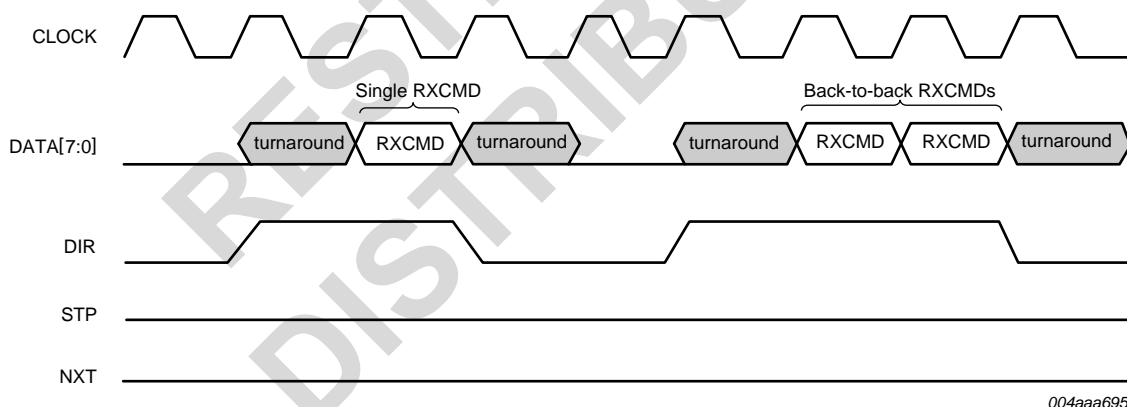 CLOCK
Single RXCMD
Back-to-back RXCMDs
DATA[7:0]
turnaround
RXCMD
turnaround
turnaround
RXCMD
RXCMD
turnaround
DIR
STP
NXT
004aaa695